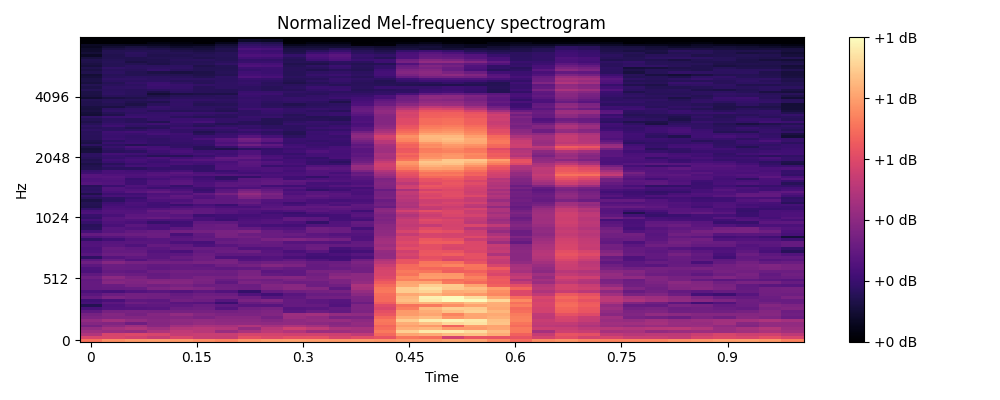 Normalized Mel-frequency spectrogram
Hz
4096
2048
1024
512
0
0 0.15 0.3 0.45 0.6 0.75 0.9
Time
+1 dB
+1 dB
+1 dB
+0 dB
+0 dB
+0 dB